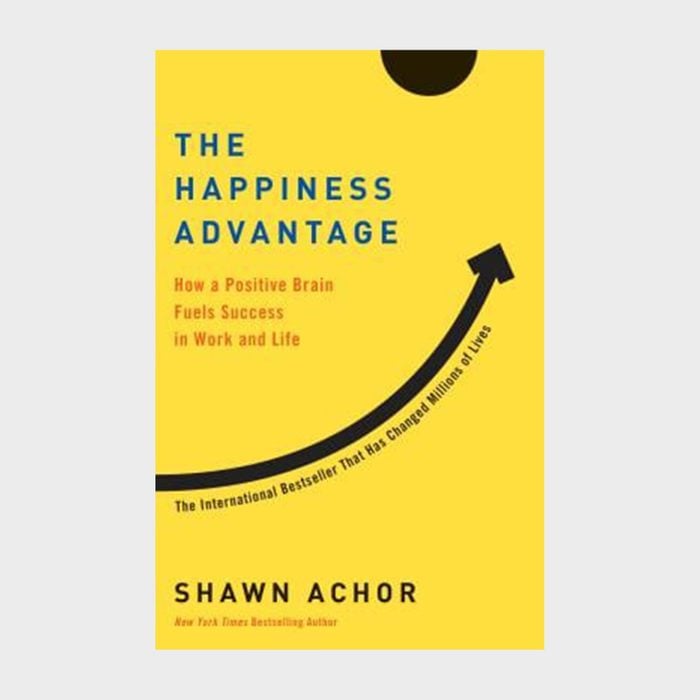 THE
HAPPINESS
ADVANTAGE
How a Positive Brain
Fuels Success
in Work and Life
The International Bestseller That Has Changed Millions of Lives
SHAWN ACHOR
New York Times Bestselling Author